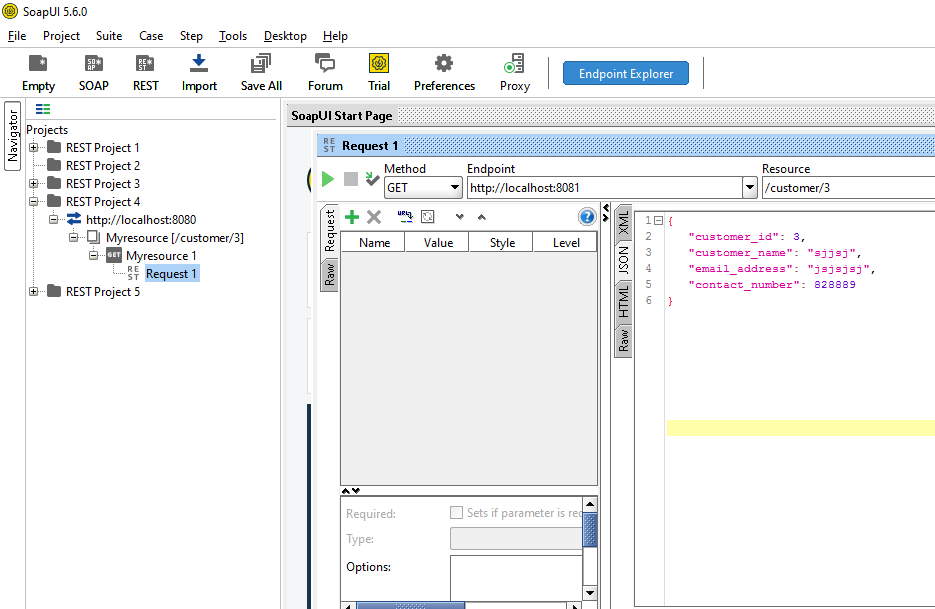 SoapUI 5.6.0
File Project Suite Case Step Tools Desktop Help
Empty SOAP REST Import Save All Forum Trial Preferences Proxy Endpoint Explorer
Navigator
Projects
REST Project 1
REST Project 2
REST Project 3
REST Project 4
http://localhost:8080
Myresource [/customer/3]
GET Myresource 1
REST Request 1
REST Project 5
SoapUI Start Page
REST Request 1
Method Endpoint Resource
GET http://localhost:8081 /customer/3
Request
Raw
URL
?
Name Value Style Level
Required: Sets if parameter is rec
Type:
Options:
XML
JSON
HTML
Raw
1 {
2 "customer_id": 3,
3 "customer_name": "sjjsj",
4 "email_address": "jsjsjsj",
5 "contact_number": 828889
6 }